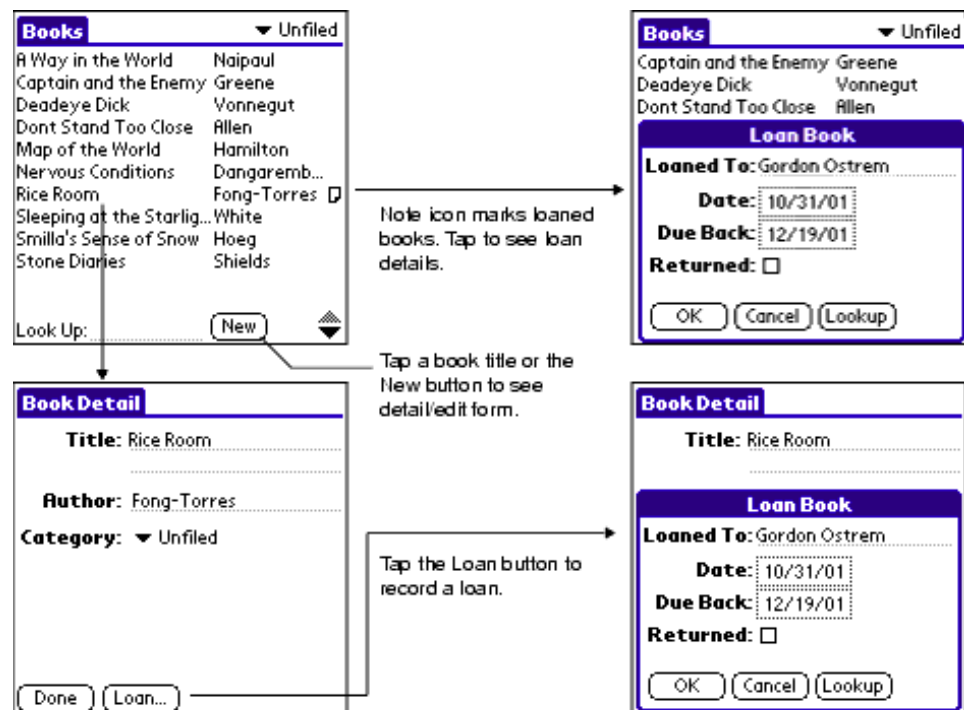 Books ▼ Unfiled
A Way in the World Naipaul
Captain and the Enemy Greene
Deadeye Dick Vonnegut
Dont Stand Too Close Allen
Map of the World Hamilton
Nervous Conditions Dangaremb...
Rice Room Fong-Torres
Sleeping at the Starlig... White
Smilla's Sense of Snow Hoeg
Stone Diaries Shields
Look Up: New
Note icon marks loaned
books. Tap to see loan
details.
Books ▼ Unfiled
Captain and the Enemy Greene
Deadeye Dick Vonnegut
Dont Stand Too Close Allen
Loan Book
Loaned To: Gordon Ostrem
Date: 10/31/01
Due Back: 12/19/01
Returned:
OK Cancel Lookup
Tap a book title or the
New button to see
detail/edit form.
Book Detail
Title: Rice Room
Author: Fong-Torres
Category: ▼ Unfiled
Done Loan...
Tap the Loan button to
record a loan.
Book Detail
Title: Rice Room
Loan Book
Loaned To: Gordon Ostrem
Date: 10/31/01
Due Back: 12/19/01
Returned:
OK Cancel Lookup